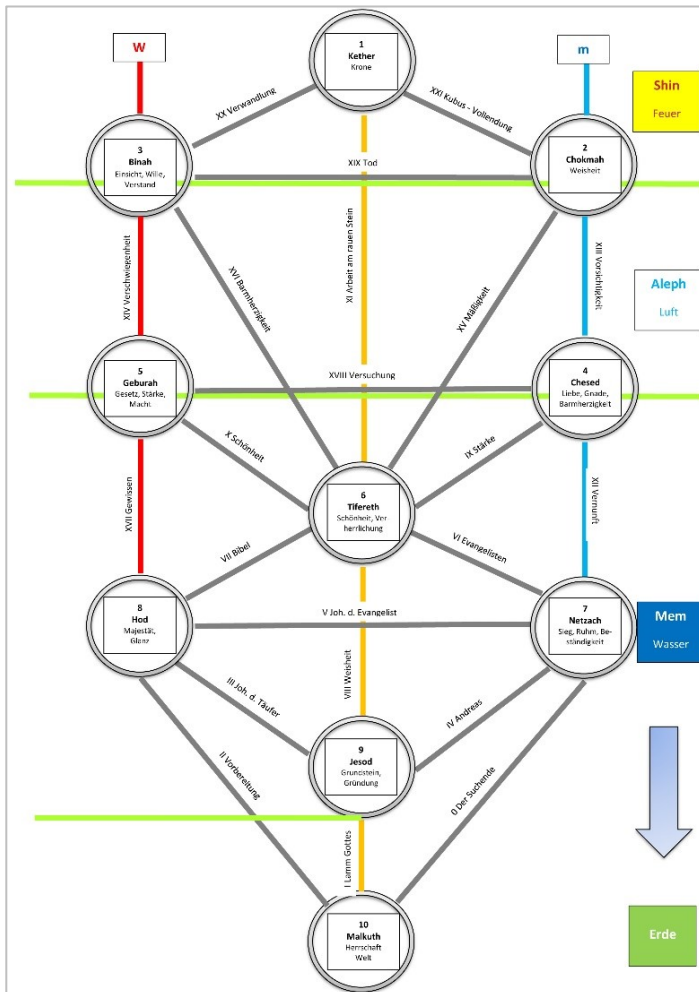 W
1
Kether
Krone
m
Shin
Feuer
XX Verwandlung
XXI Kubus - Vollendung
3
Binah
Einsicht, Wille,
Verstand
XIX Tod
2
Chokmah
Weisheit
XIV Verschwiegenheit
XVI Barmherzigkeit
XI Arbeit am rauen Stein
XV Mäßigkeit
XIII Vorsichtigkeit
Aleph
Luft
5
Geburah
Gesetz, Stärke,
Macht
XVIII Versuchung
4
Chesed
Liebe, Gnade,
Barmherzigkeit
X Schönheit
IX Stärke
XVII Gewissen
6
Tifereth
Schönheit, Ver
herrlichung
XII Vernunft
VII Bibel
VI Evangelisten
8
Hod
Majestät,
Glanz
V Joh. d. Evangelist
7
Netzach
Sieg, Ruhm, Be-
ständigkeit
Mem
Wasser
III Joh. d. Täufer
VIII Weisheit
IV Andreas
II Vorbereitung
9
Jesod
Grundstein,
Gründung
0 Der Suchende
I Lamm Gottes
10
Malkuth
Herrschaft
Welt
Erde